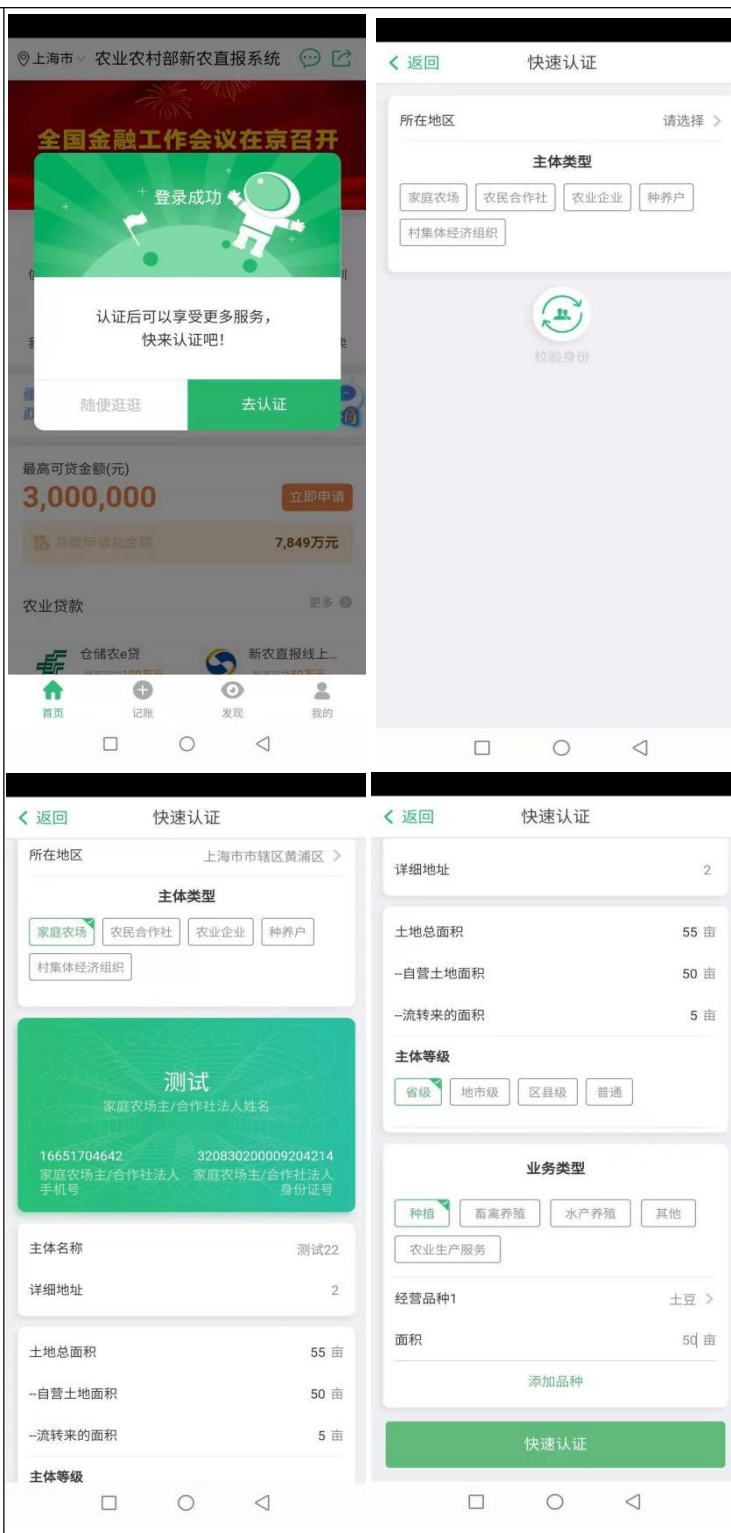 上海市 农业农村部新农直报系统
全国金融工作会议在京召开
登录成功
认证后可以享受更多服务，
快来认证吧！
随便逛逛 去认证
最高可贷金额(元)
3,000,000 立即申请
贷款申请总金额 7,849万元
农业贷款 更多
仓储农e贷 新农直报线上...
首页 记账 发现 我的
返回 快速认证
所在地区 请选择
主体类型
家庭农场 农民合作社 农业企业 种养户
村集体经济组织
校验身份
返回 快速认证
所在地区 上海市市辖区黄浦区
主体类型
家庭农场 农民合作社 农业企业 种养户
村集体经济组织
测试
家庭农场主/合作社法人姓名
16651704642 320830200009204214
家庭农场主/合作社法人 家庭农场主/合作社法人
手机号 身份证号
主体名称 测试22
详细地址 2
土地总面积 55 亩
--自营土地面积 50 亩
--流转来的面积 5 亩
主体等级
返回 快速认证
详细地址 2
土地总面积 55 亩
--自营土地面积 50 亩
--流转来的面积 5 亩
主体等级
省级 地市级 区县级 普通
业务类型
种植 畜禽养殖 水产养殖 其他
农业生产服务
经营品种1 土豆
面积 50 亩
添加品种
快速认证